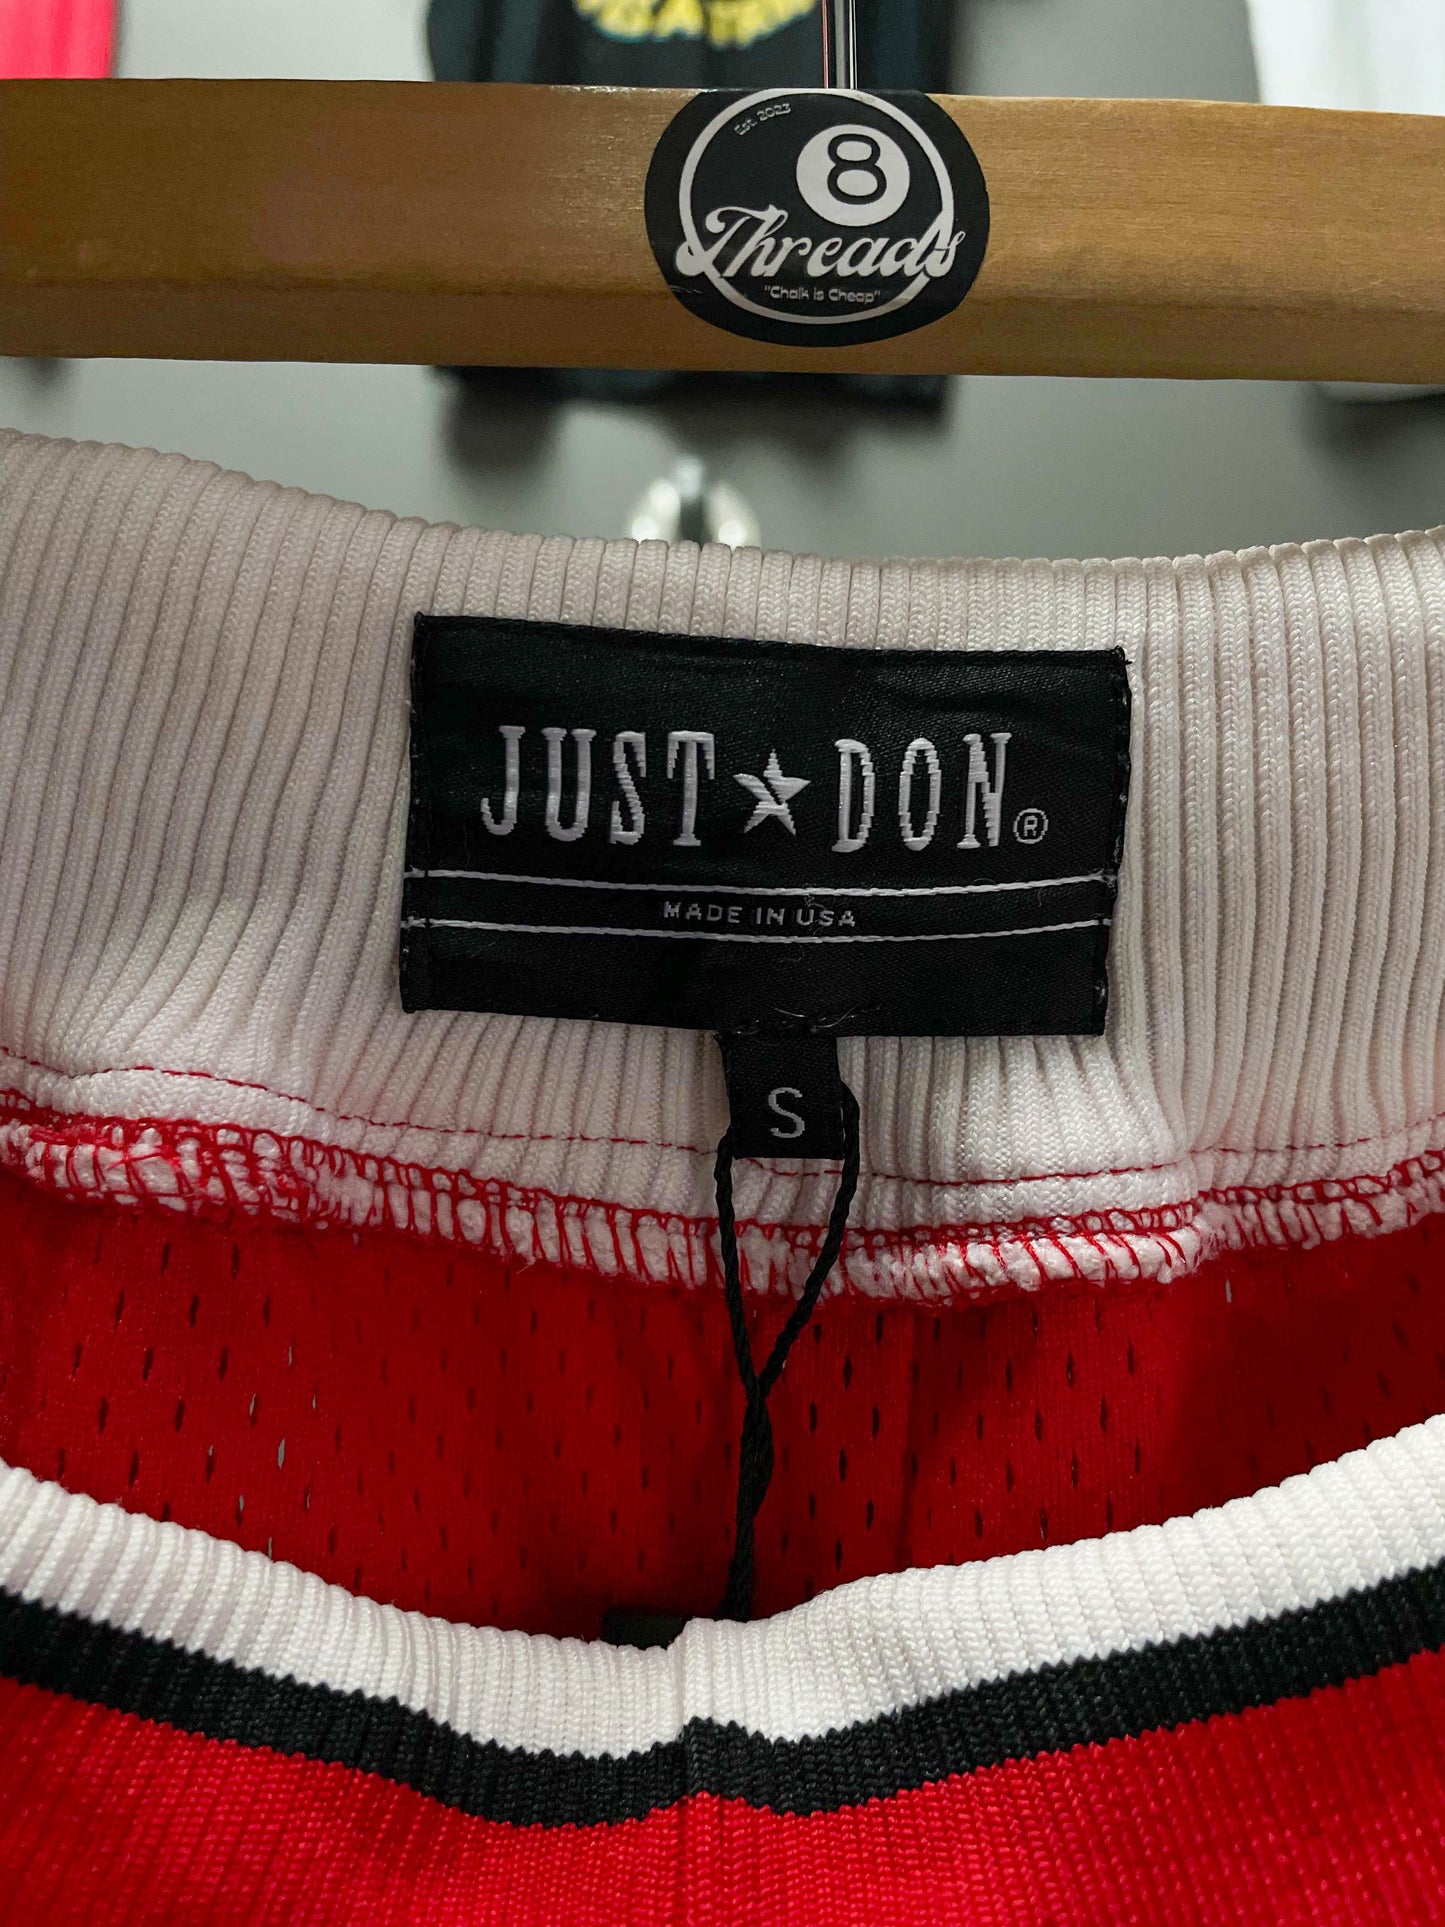 Est. 2023
8
Threads
"Chalk is Cheap"
JUST DON®
MADE IN USA
S